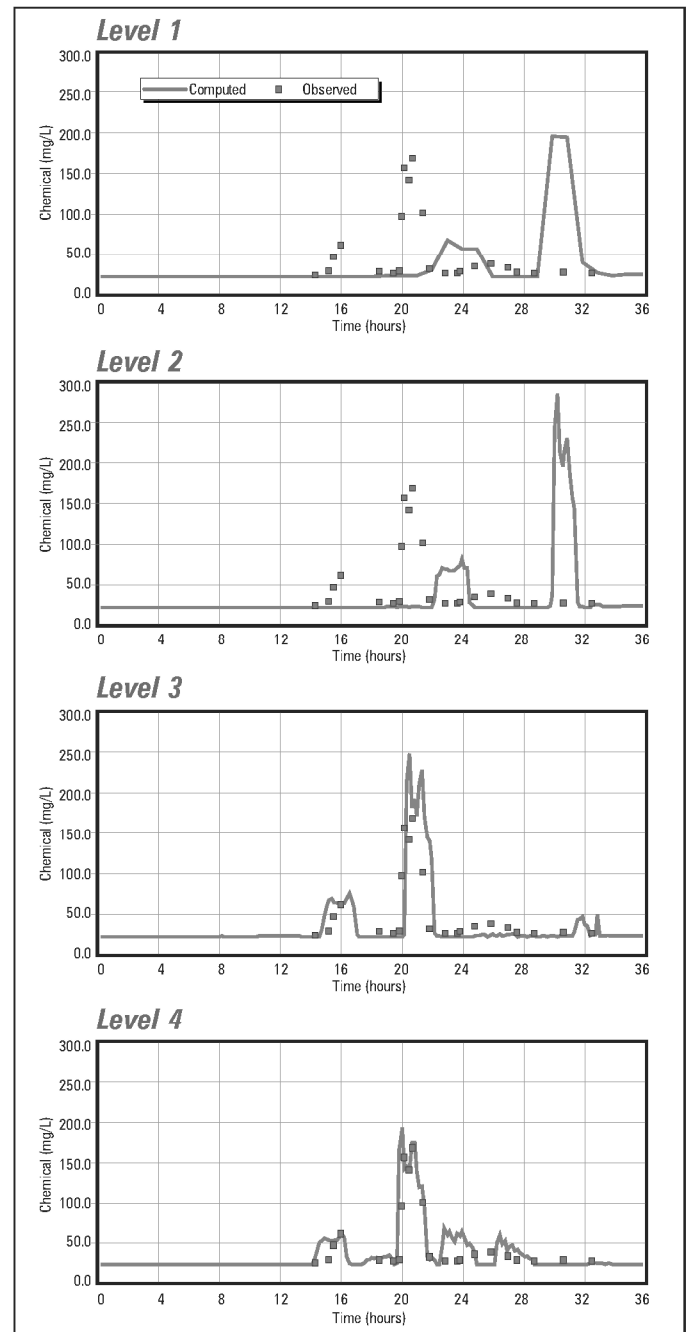 Level 1
300.0
250.0
200.0
150.0
100.0
50.0
0.0
Chemical (mg/L)
Computed Observed
0 4 8 12 16 20 24 28 32 36
Time (hours)
Level 2
300.0
250.0
200.0
150.0
100.0
50.0
0.0
Chemical (mg/L)
0 4 8 12 16 20 24 28 32 36
Time (hours)
Level 3
300.0
250.0
200.0
150.0
100.0
50.0
0.0
Chemical (mg/L)
0 4 8 12 16 20 24 28 32 36
Time (hours)
Level 4
300.0
250.0
200.0
150.0
100.0
50.0
0.0
Chemical (mg/L)
0 4 8 12 16 20 24 28 32 36
Time (hours)